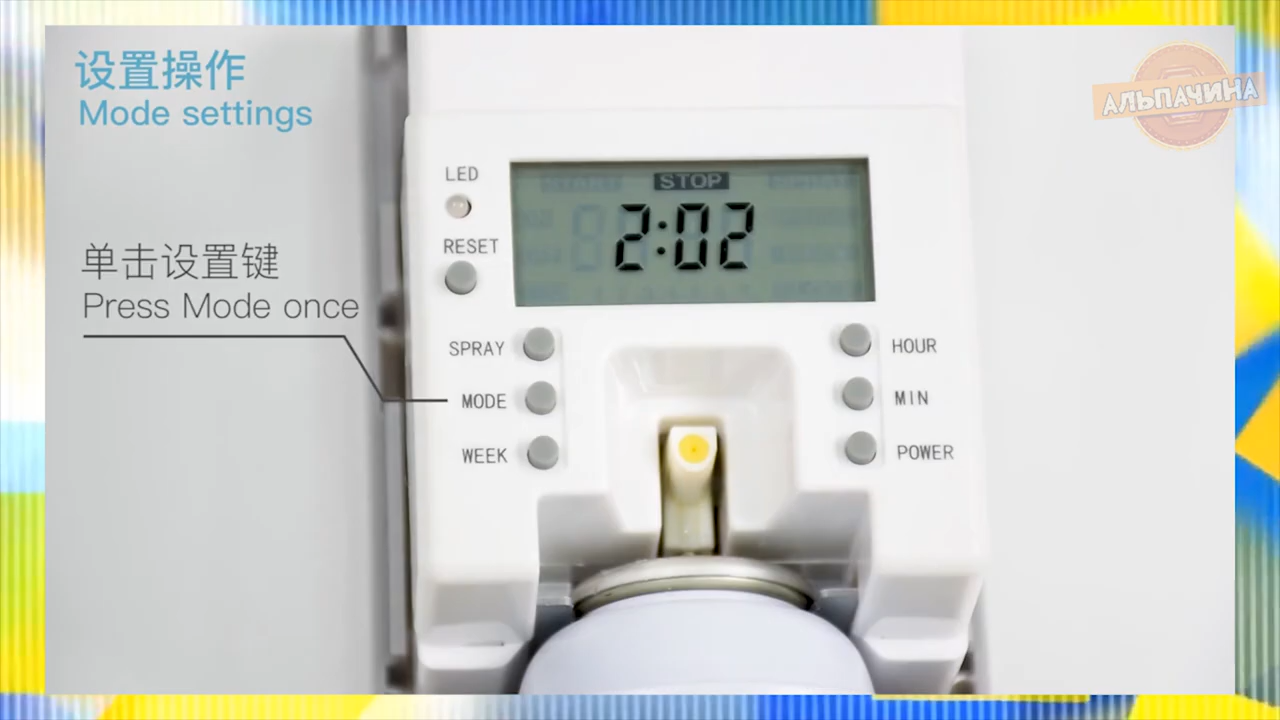 设置操作
Mode settings
АЛЬПАЧИНА
LED
STOP
2:02
RESET
单击设置键
Press Mode once
SPRAY
HOUR
MODE
MIN
WEEK
POWER